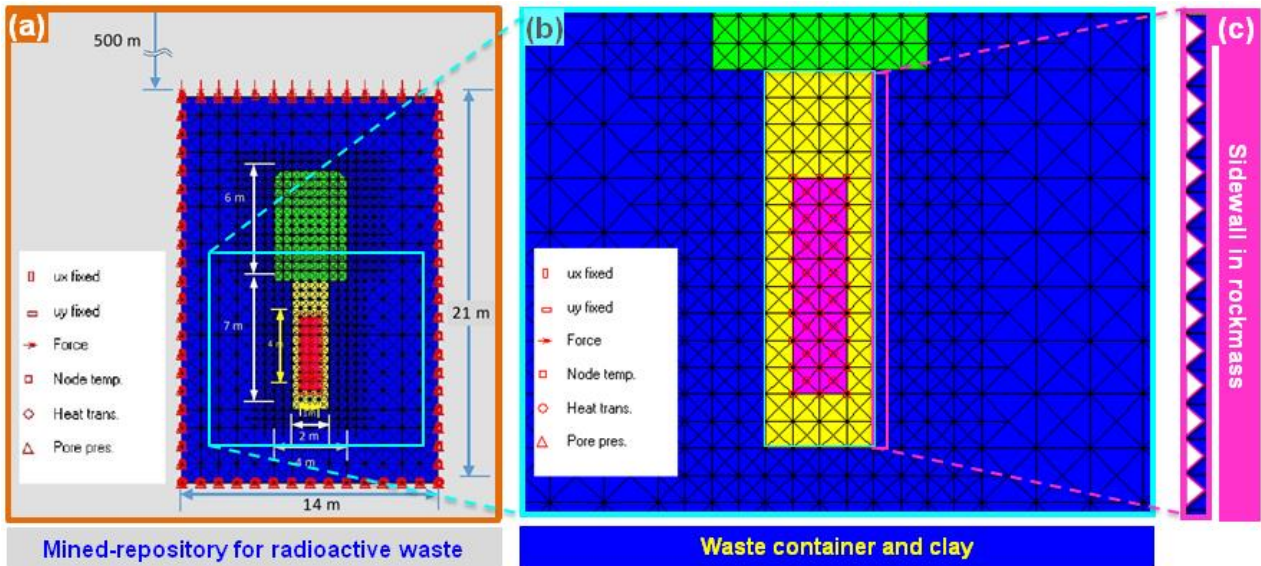 (a)
500 m
6 m
7 m
4 m
2 m
4 m
21 m
14 m
ux fixed
uy fixed
Force
Node temp.
Heat trans.
Pore pres.
Mined-repository for radioactive waste
(b)
ux fixed
uy fixed
Force
Node temp.
Heat trans.
Pore pres.
Waste container and clay
(c)
Sidewall in rockmass